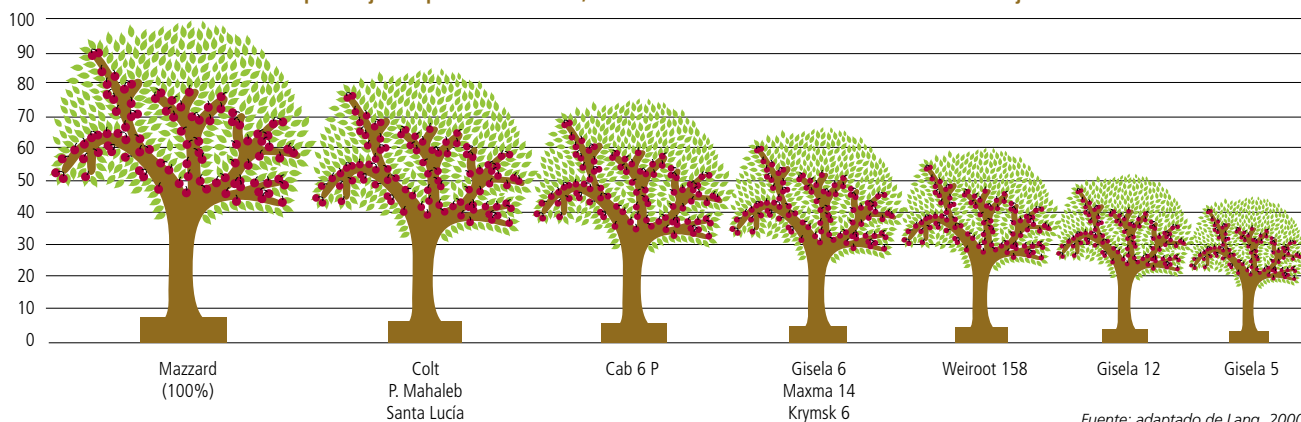 100
90
80
70
60
50
40
30
20
10
0
Mazzard
(100%)
Colt
P. Mahaleb
Santa Lucía
Cab 6 P
Gisela 6
Maxma 14
Krymsk 6
Weiroot 158
Gisela 12
Gisela 5
Fuente: adaptado de Lang, 2000